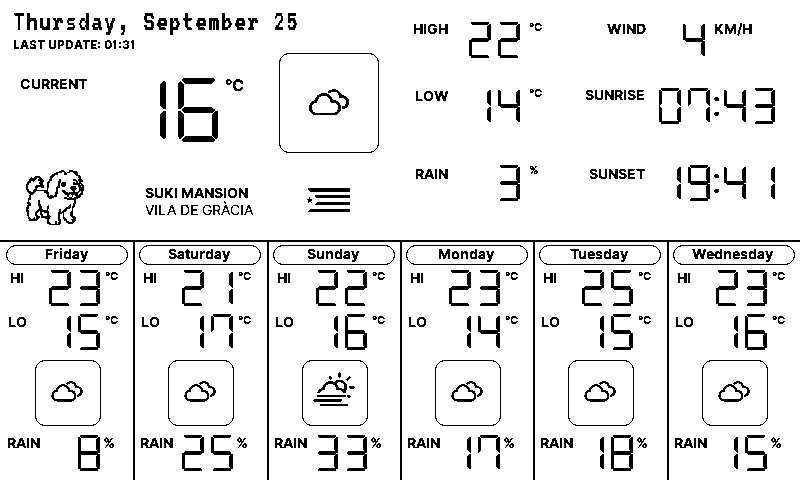 Thursday, September 25
LAST UPDATE: 01:31
CURRENT 16 °C
HIGH 22 °C
LOW 14 °C
RAIN 3 %
WIND 4 KM/H
SUNRISE 07:43
SUNSET 19:41
SUKI MANSION
VILA DE GRÀCIA
Friday
HI 23 °C
LO 15 °C
RAIN 8 %
Saturday
HI 21 °C
LO 17 °C
RAIN 25 %
Sunday
HI 22 °C
LO 16 °C
RAIN 33 %
Monday
HI 23 °C
LO 14 °C
RAIN 17 %
Tuesday
HI 25 °C
LO 15 °C
RAIN 18 %
Wednesday
HI 23 °C
LO 16 °C
RAIN 15 %